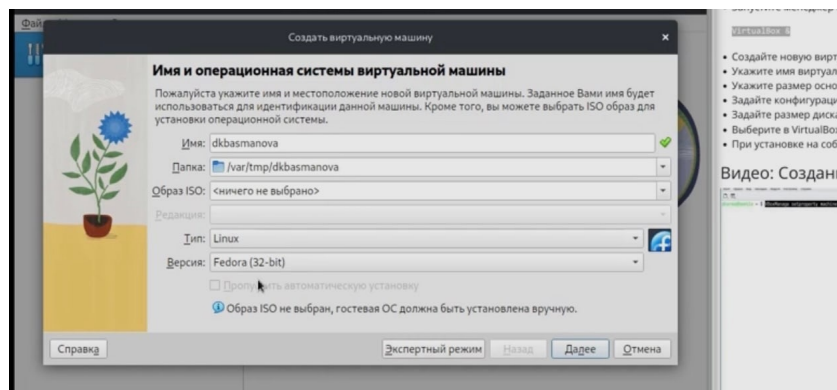 Фай
Создать виртуальную машину
Имя и операционная системы виртуальной машины
Пожалуйста укажите имя и местоположение новой виртуальной машины. Заданное Вами имя будет
использоваться для идентификации данной машины. Кроме того, вы можете выбрать ISO образ для
установки операционной системы.
Имя: dkbasmanova
Папка: /var/tmp/dkbasmanova
Образ ISO: <ничего не выбрано>
Редакция:
Тип: Linux
Версия: Fedora (32-bit)
Пропустить автоматическую установку
Образ ISO не выбран, гостевая ОС должна быть установлена вручную.
Справка
Экспертный режим
Назад
Далее
Отмена
VirtualBox &
• Создайте новую вирт
• Укажите имя виртуал
• Укажите размер осно
• Задайте конфигураци
• Задайте размер диска
• Выберите в VirtualBox
• При установке на соб
Видео: Создани